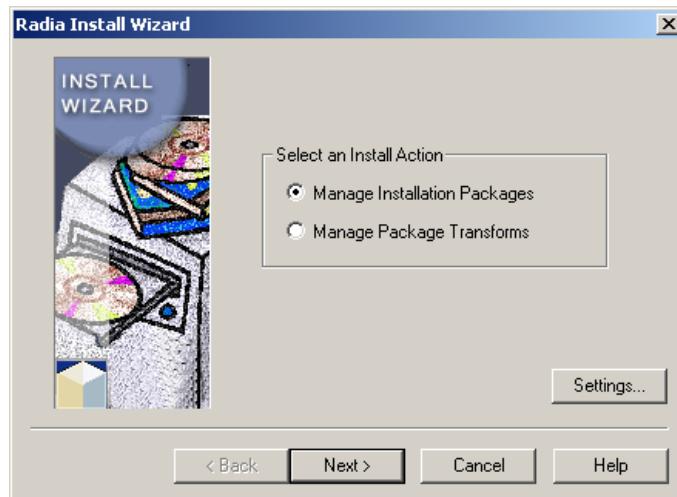 Radia Install Wizard
INSTALL
WIZARD
Select an Install Action
Manage Installation Packages
Manage Package Transforms
Settings...
< Back
Next >
Cancel
Help